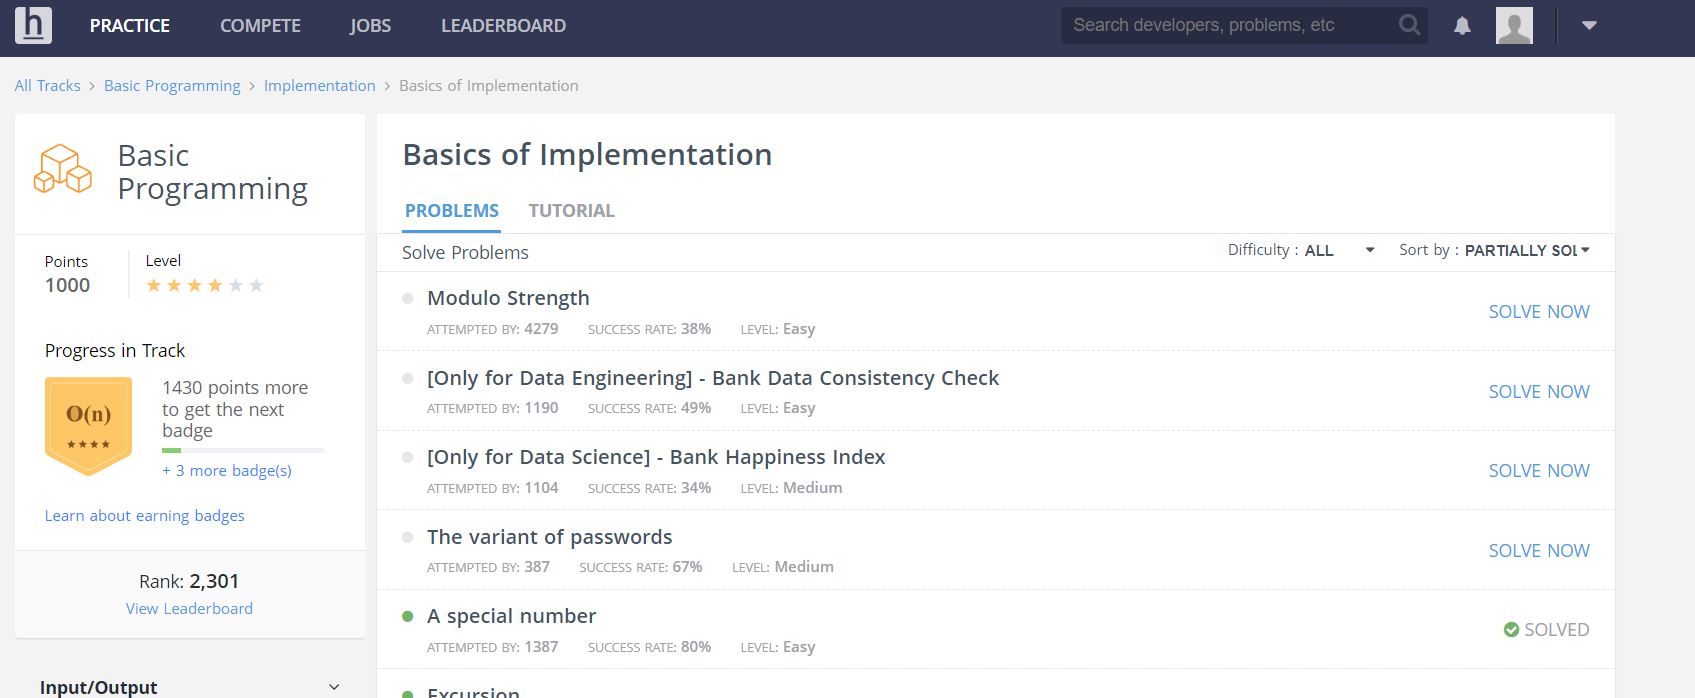 h PRACTICE COMPETE JOBS LEADERBOARD Search developers, problems, etc
All Tracks > Basic Programming > Implementation > Basics of Implementation
Basic
Programming
Points
1000
Level
Progress in Track
O(n)
1430 points more
to get the next
badge
+ 3 more badge(s)
Learn about earning badges
Rank: 2,301
View Leaderboard
Input/Output
Basics of Implementation
PROBLEMS TUTORIAL
Solve Problems Difficulty : ALL Sort by : PARTIALLY SOL
Modulo Strength
ATTEMPTED BY: 4279 SUCCESS RATE: 38% LEVEL: Easy
SOLVE NOW
[Only for Data Engineering] - Bank Data Consistency Check
ATTEMPTED BY: 1190 SUCCESS RATE: 49% LEVEL: Easy
SOLVE NOW
[Only for Data Science] - Bank Happiness Index
ATTEMPTED BY: 1104 SUCCESS RATE: 34% LEVEL: Medium
SOLVE NOW
The variant of passwords
ATTEMPTED BY: 387 SUCCESS RATE: 67% LEVEL: Medium
SOLVE NOW
A special number
ATTEMPTED BY: 1387 SUCCESS RATE: 80% LEVEL: Easy
SOLVED
Excursion